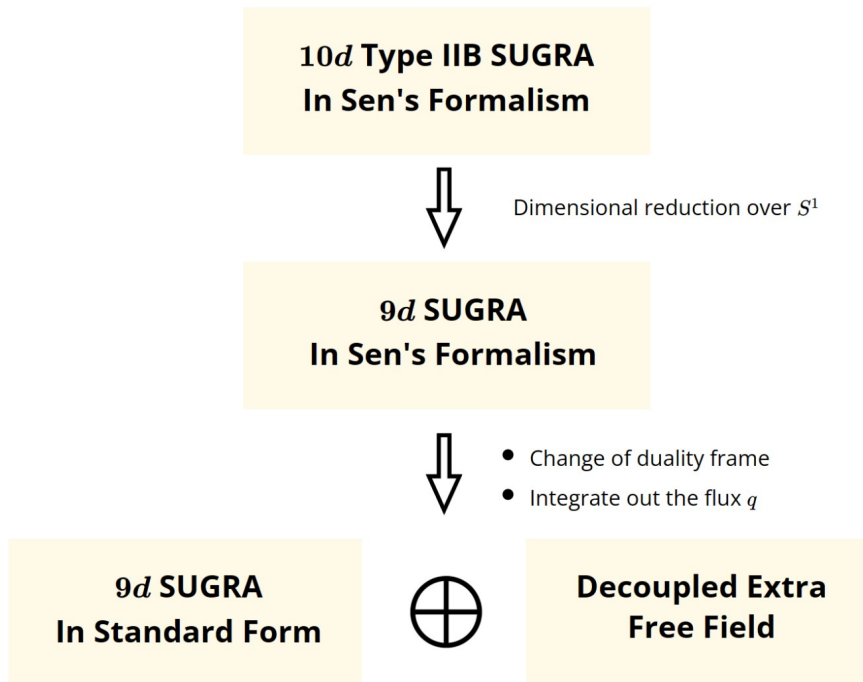 10d Type IIB SUGRA
In Sen's Formalism
Dimensional reduction over S¹
9d SUGRA
In Sen's Formalism
• Change of duality frame
• Integrate out the flux q
9d SUGRA
In Standard Form
Decoupled Extra
Free Field